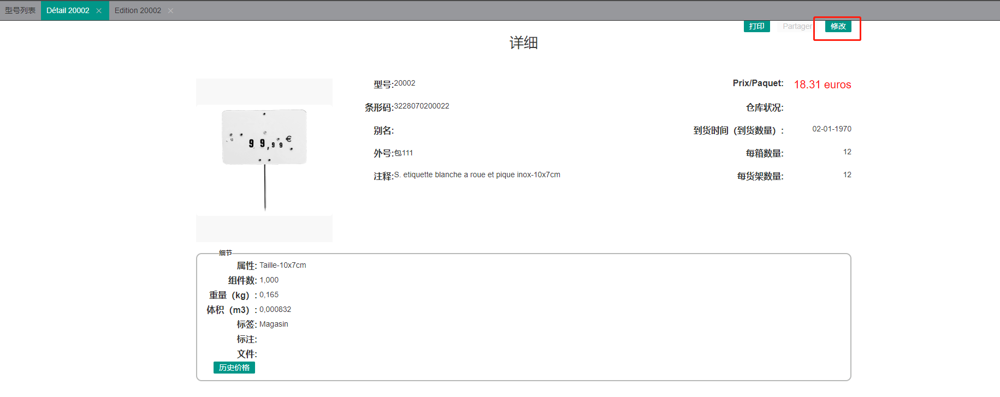 型号列表 Détail 20002 × Edition 20002 ×
打印 Partager 修改
详细
型号:20002
条形码:3228070200022
别名:
外号:包111
注释:S. etiquette blanche a roue et pique inox-10x7cm
Prix/Paquet: 18.31 euros
仓库状况:
到货时间（到货数量）: 02-01-1970
每箱数量: 12
每货架数量: 12
99,99€
12
细节
属性: Taille-10x7cm
组件数: 1,000
重量（kg）: 0,165
体积（m3）: 0,000832
标签: Magasin
标注:
文件:
历史价格